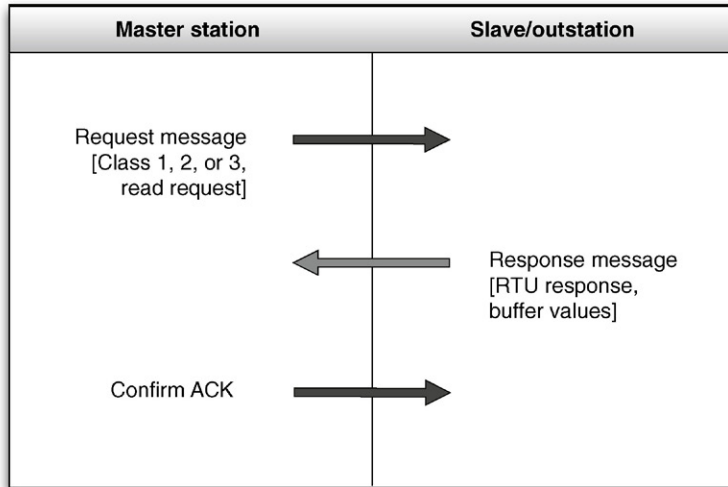 Master station
Slave/outstation
Request message
[Class 1, 2, or 3,
read request]
Response message
[RTU response,
buffer values]
Confirm ACK